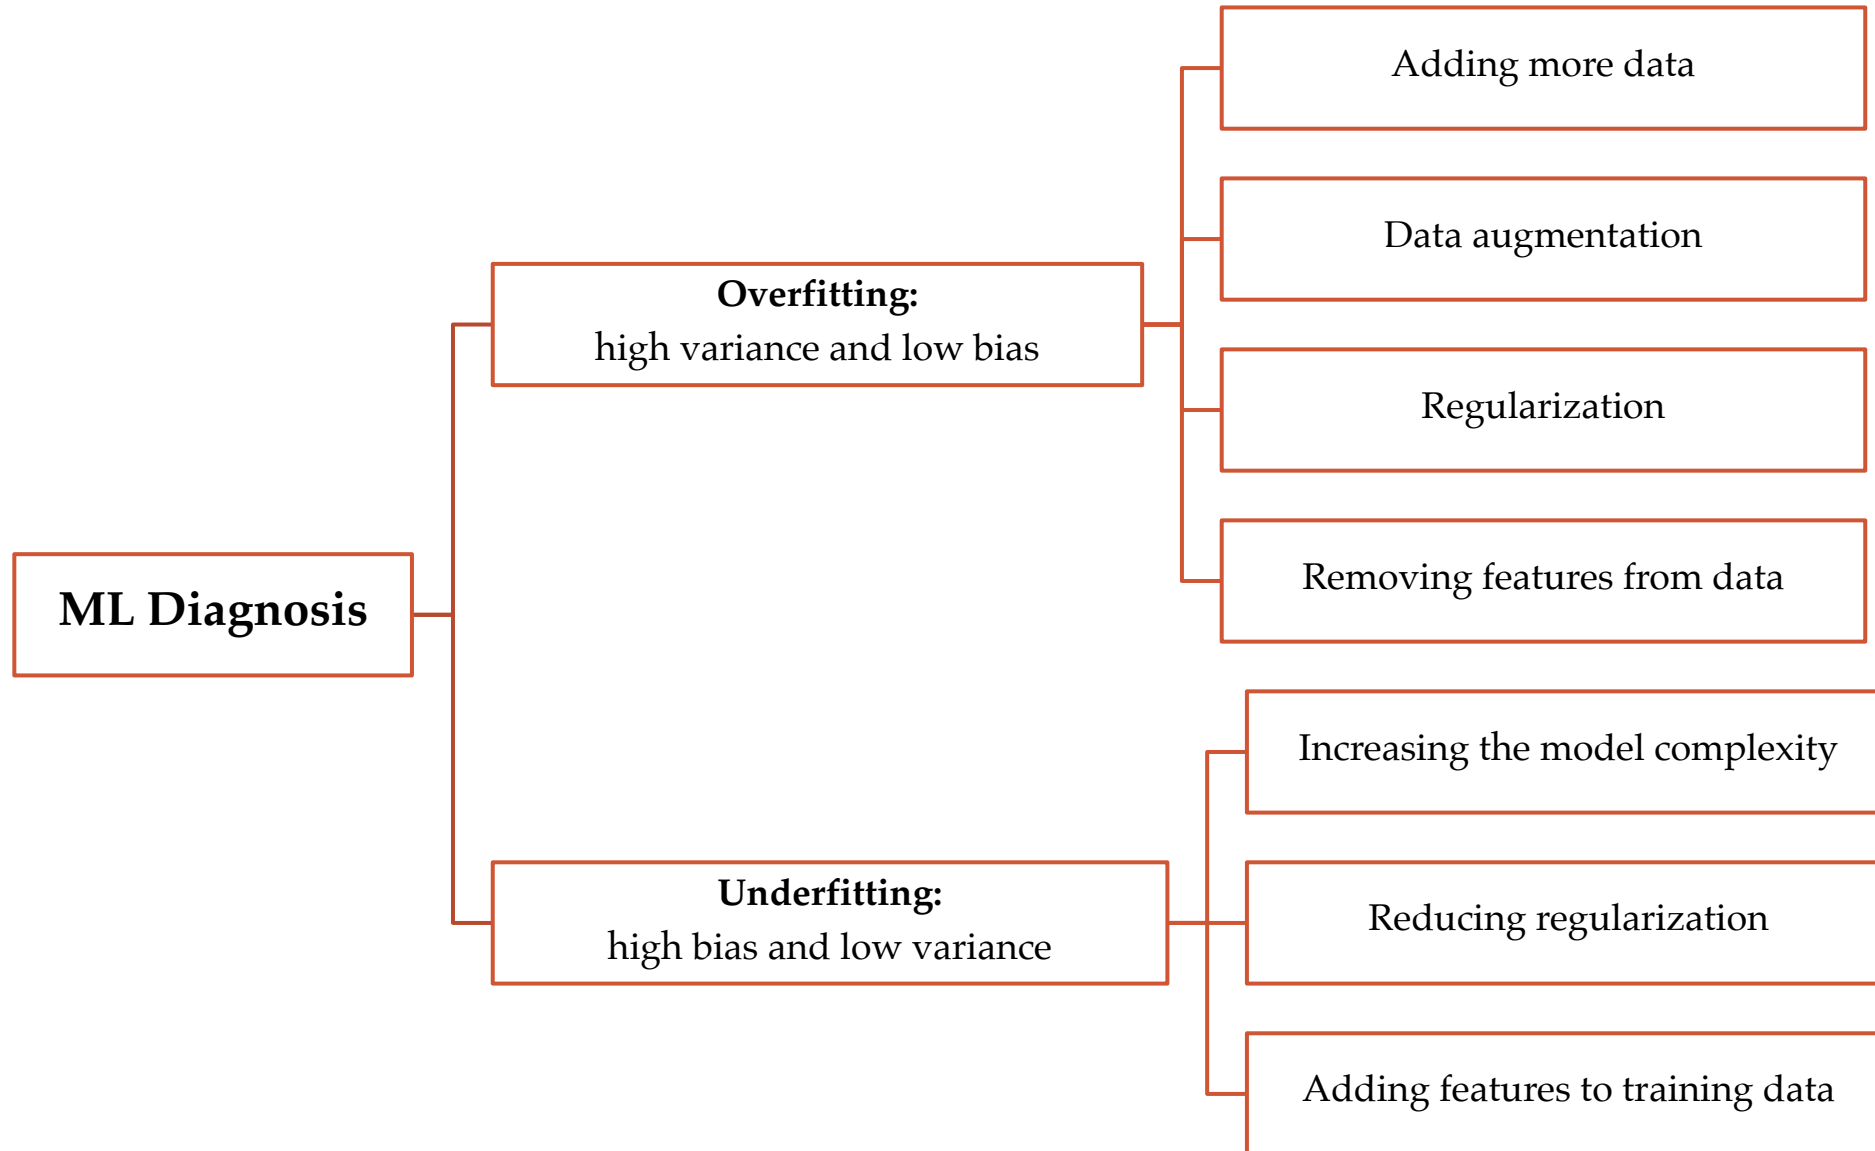 ML Diagnosis
Overfitting:
high variance and low bias
Adding more data
Data augmentation
Regularization
Removing features from data
Underfitting:
high bias and low variance
Increasing the model complexity
Reducing regularization
Adding features to training data